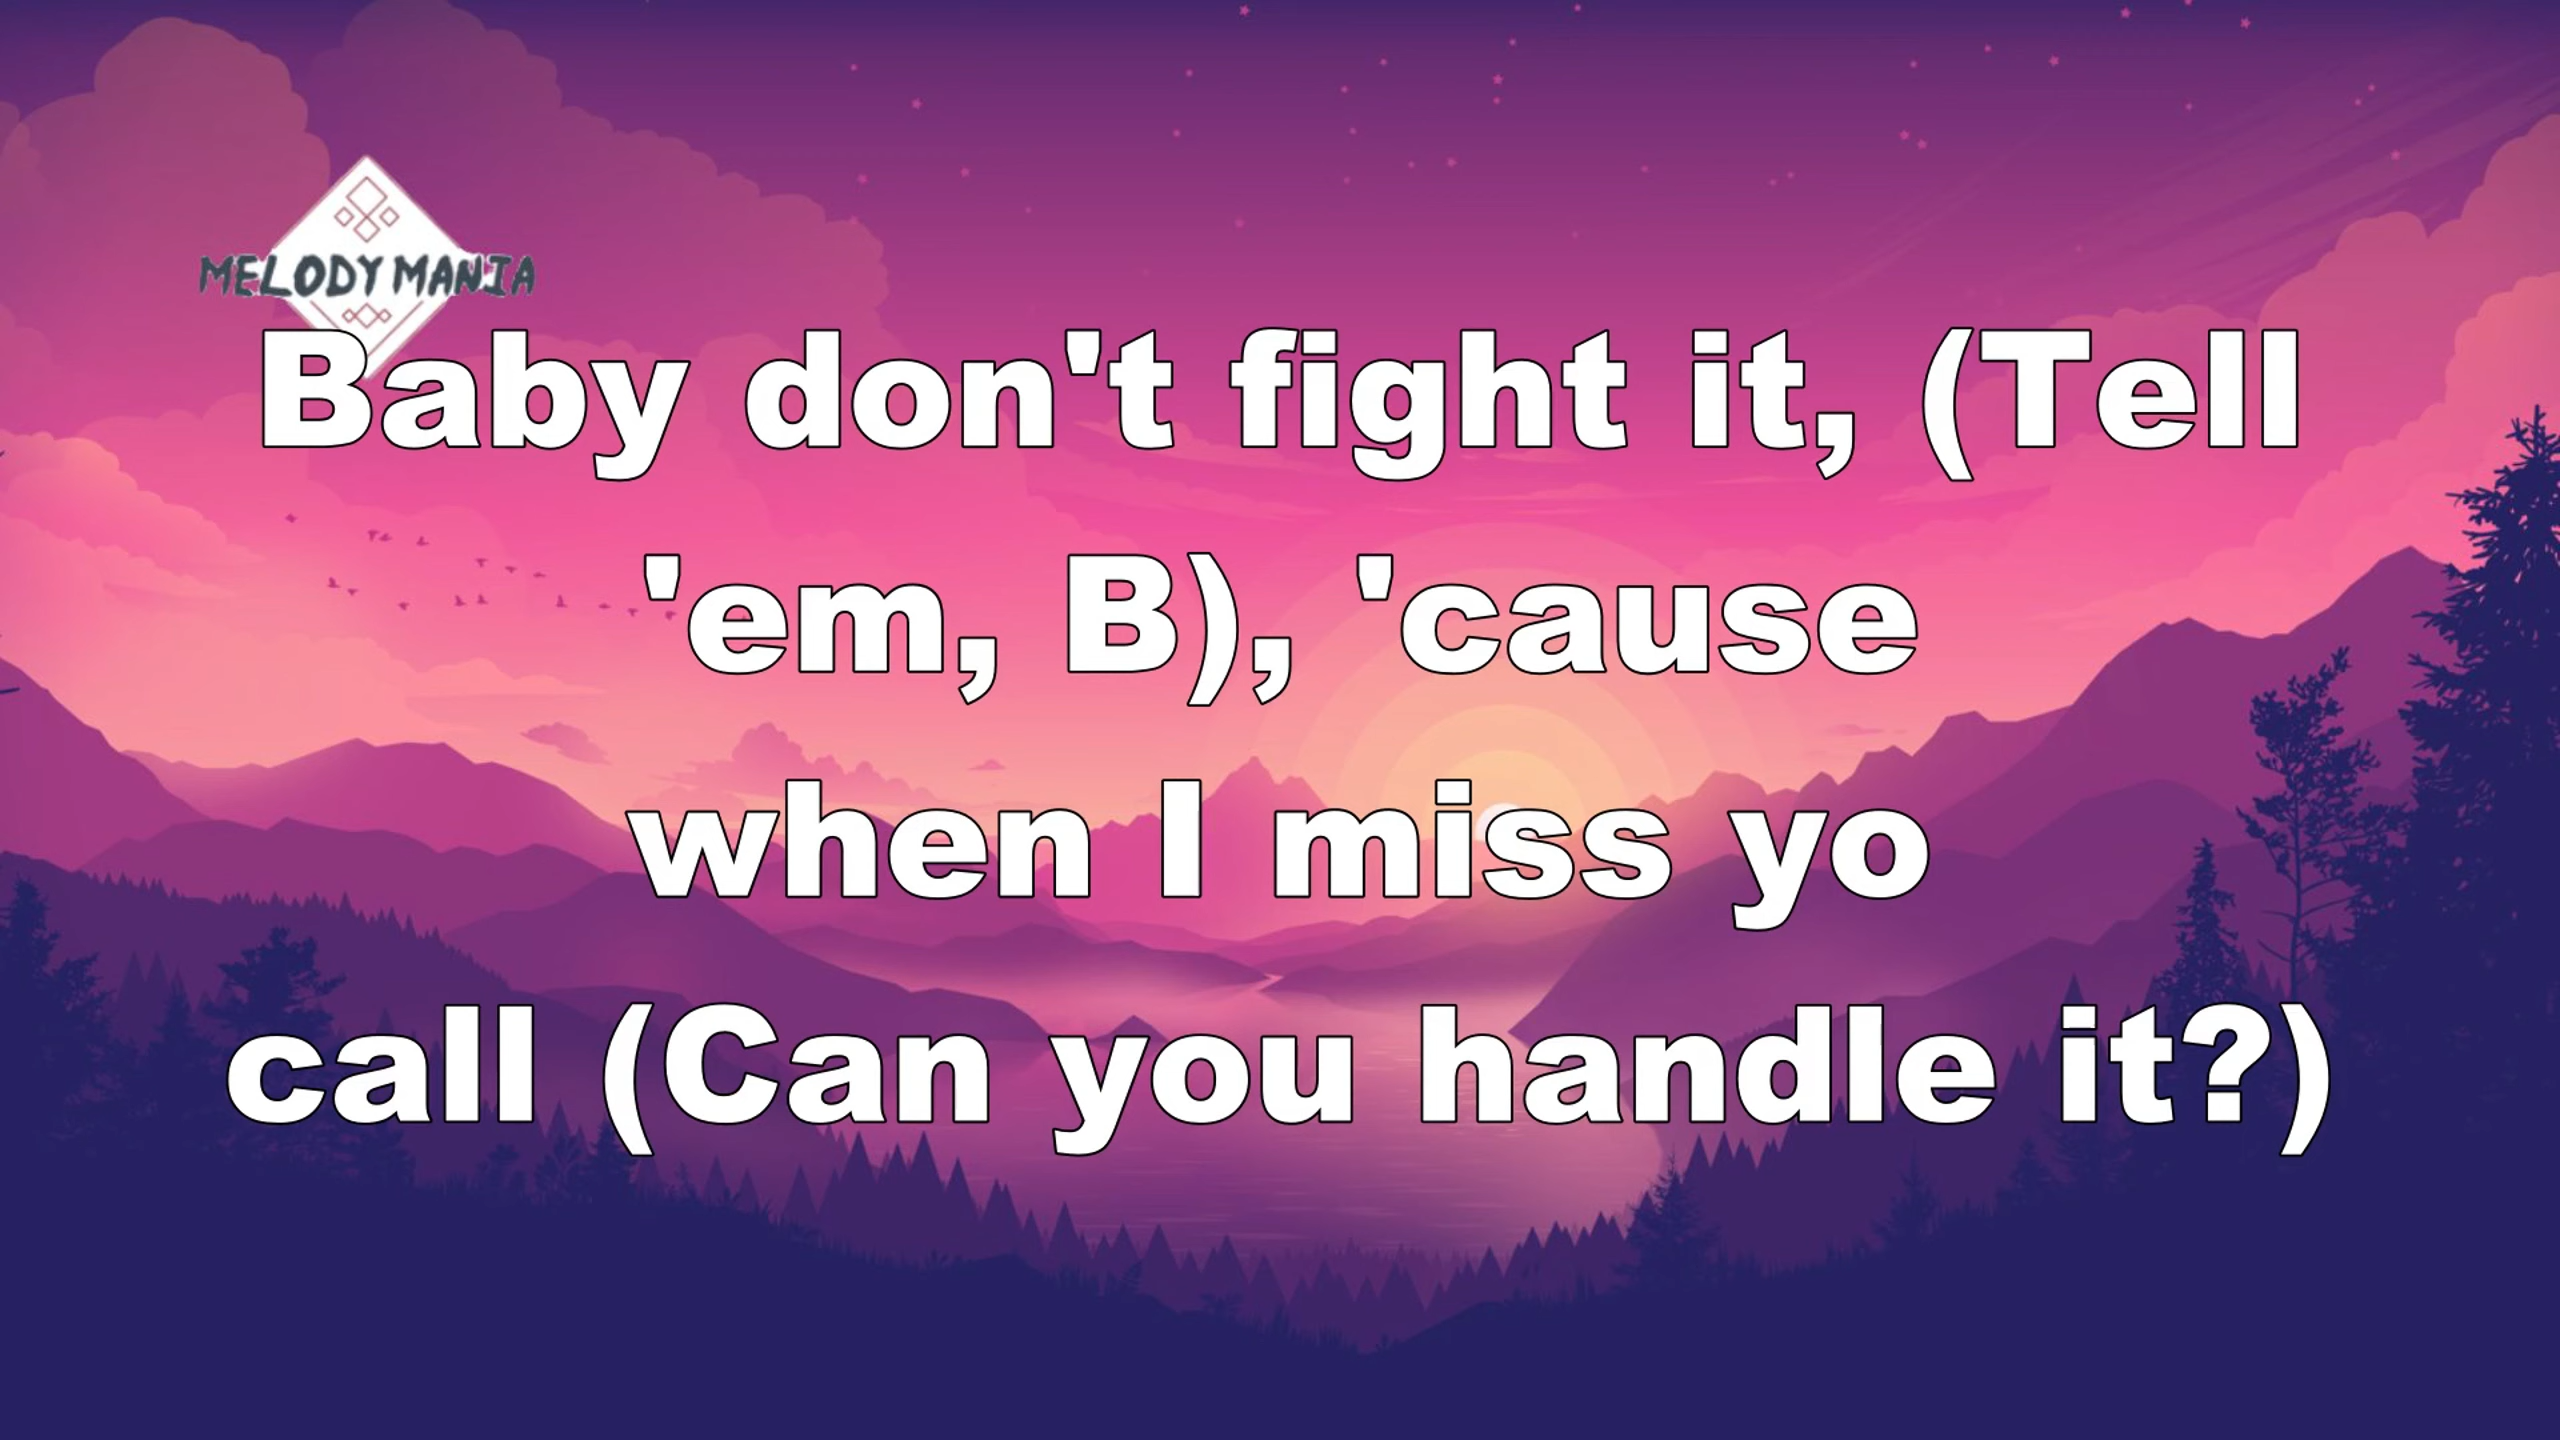 MELODY MANIA
Baby don't fight it, (Tell
'em, B), 'cause
when I miss yo
call (Can you handle it?)